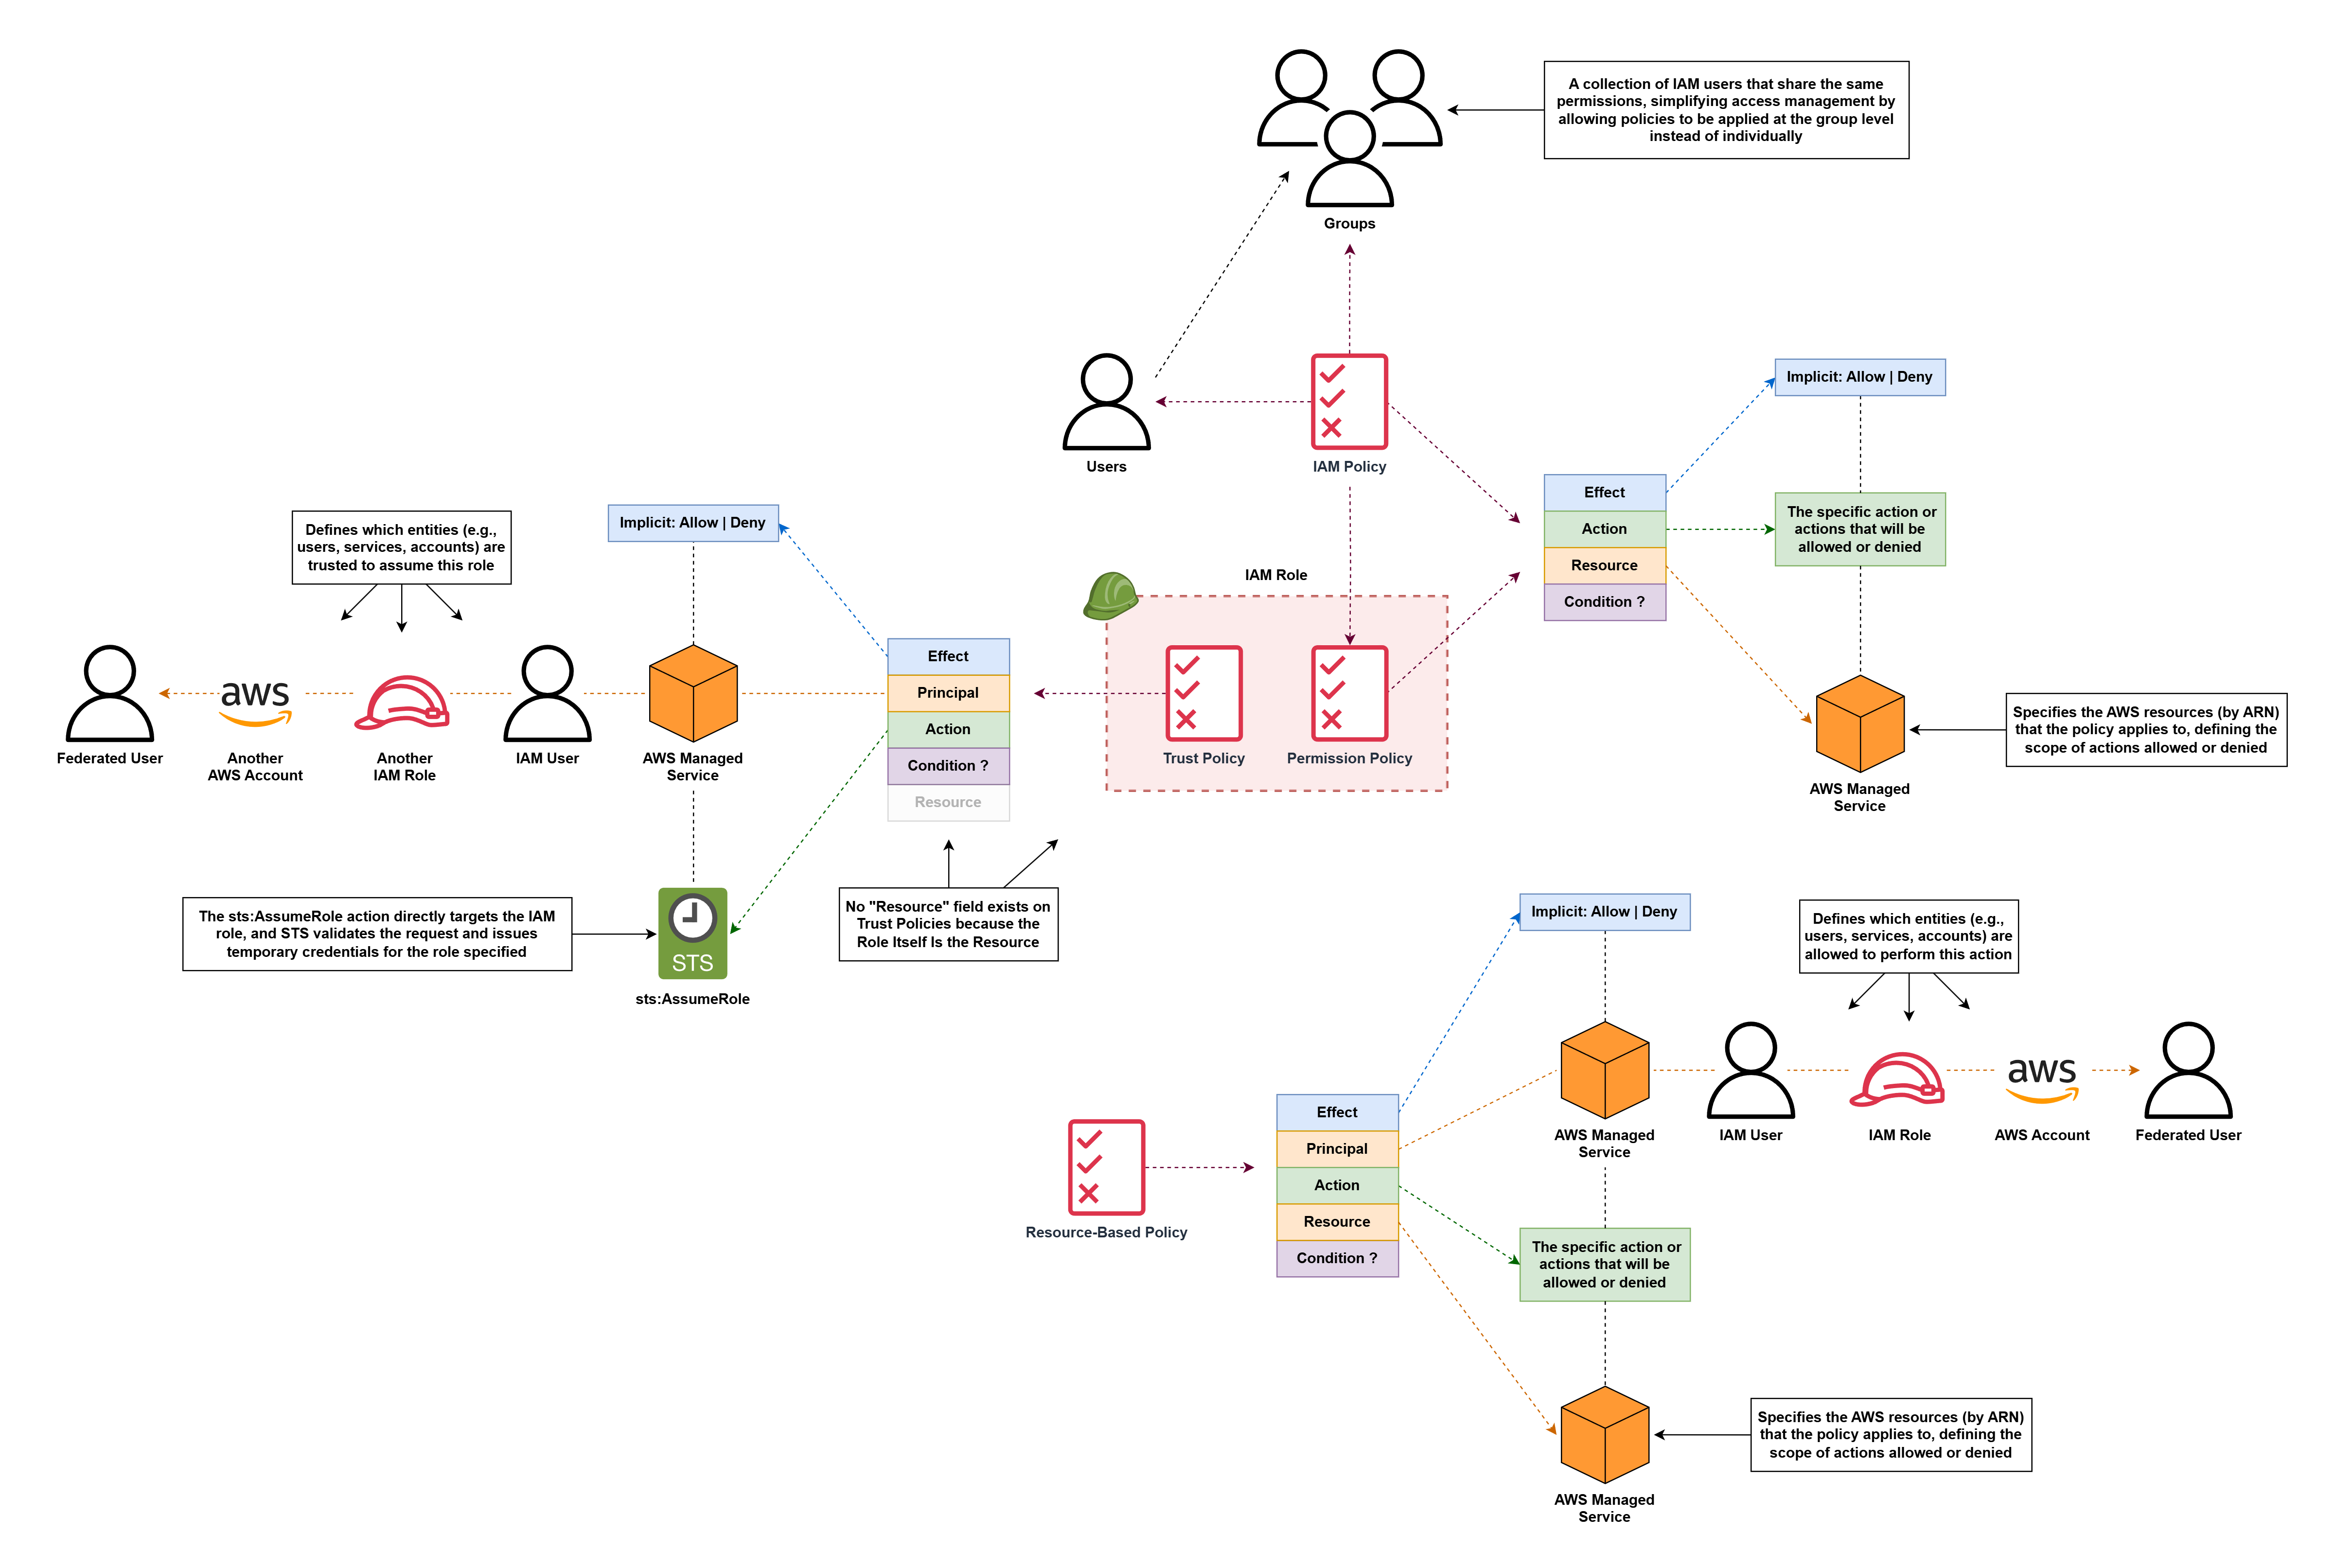 A collection of IAM users that share the same
permissions, simplifying access management by
allowing policies to be applied at the group level
instead of individually
Groups
Users
IAM Policy
Implicit: Allow | Deny
Effect
Action
Resource
Condition ?
The specific action or
actions that will be
allowed or denied
Specifies the AWS resources (by ARN)
that the policy applies to, defining the
scope of actions allowed or denied
AWS Managed
Service
IAM Role
Trust Policy
Permission Policy
Implicit: Allow | Deny
Defines which entities (e.g.,
users, services, accounts) are
trusted to assume this role
Effect
Principal
Action
Condition ?
Resource
Federated User
aws
Another
AWS Account
Another
IAM Role
IAM User
AWS Managed
Service
The sts:AssumeRole action directly targets the IAM
role, and STS validates the request and issues
temporary credentials for the role specified
STS
sts:AssumeRole
No "Resource" field exists on
Trust Policies because the
Role Itself Is the Resource
Implicit: Allow | Deny
Defines which entities (e.g.,
users, services, accounts) are
allowed to perform this action
Resource-Based Policy
Effect
Principal
Action
Resource
Condition ?
AWS Managed
Service
IAM User
IAM Role
aws
AWS Account
Federated User
The specific action or
actions that will be
allowed or denied
Specifies the AWS resources (by ARN)
that the policy applies to, defining the
scope of actions allowed or denied
AWS Managed
Service